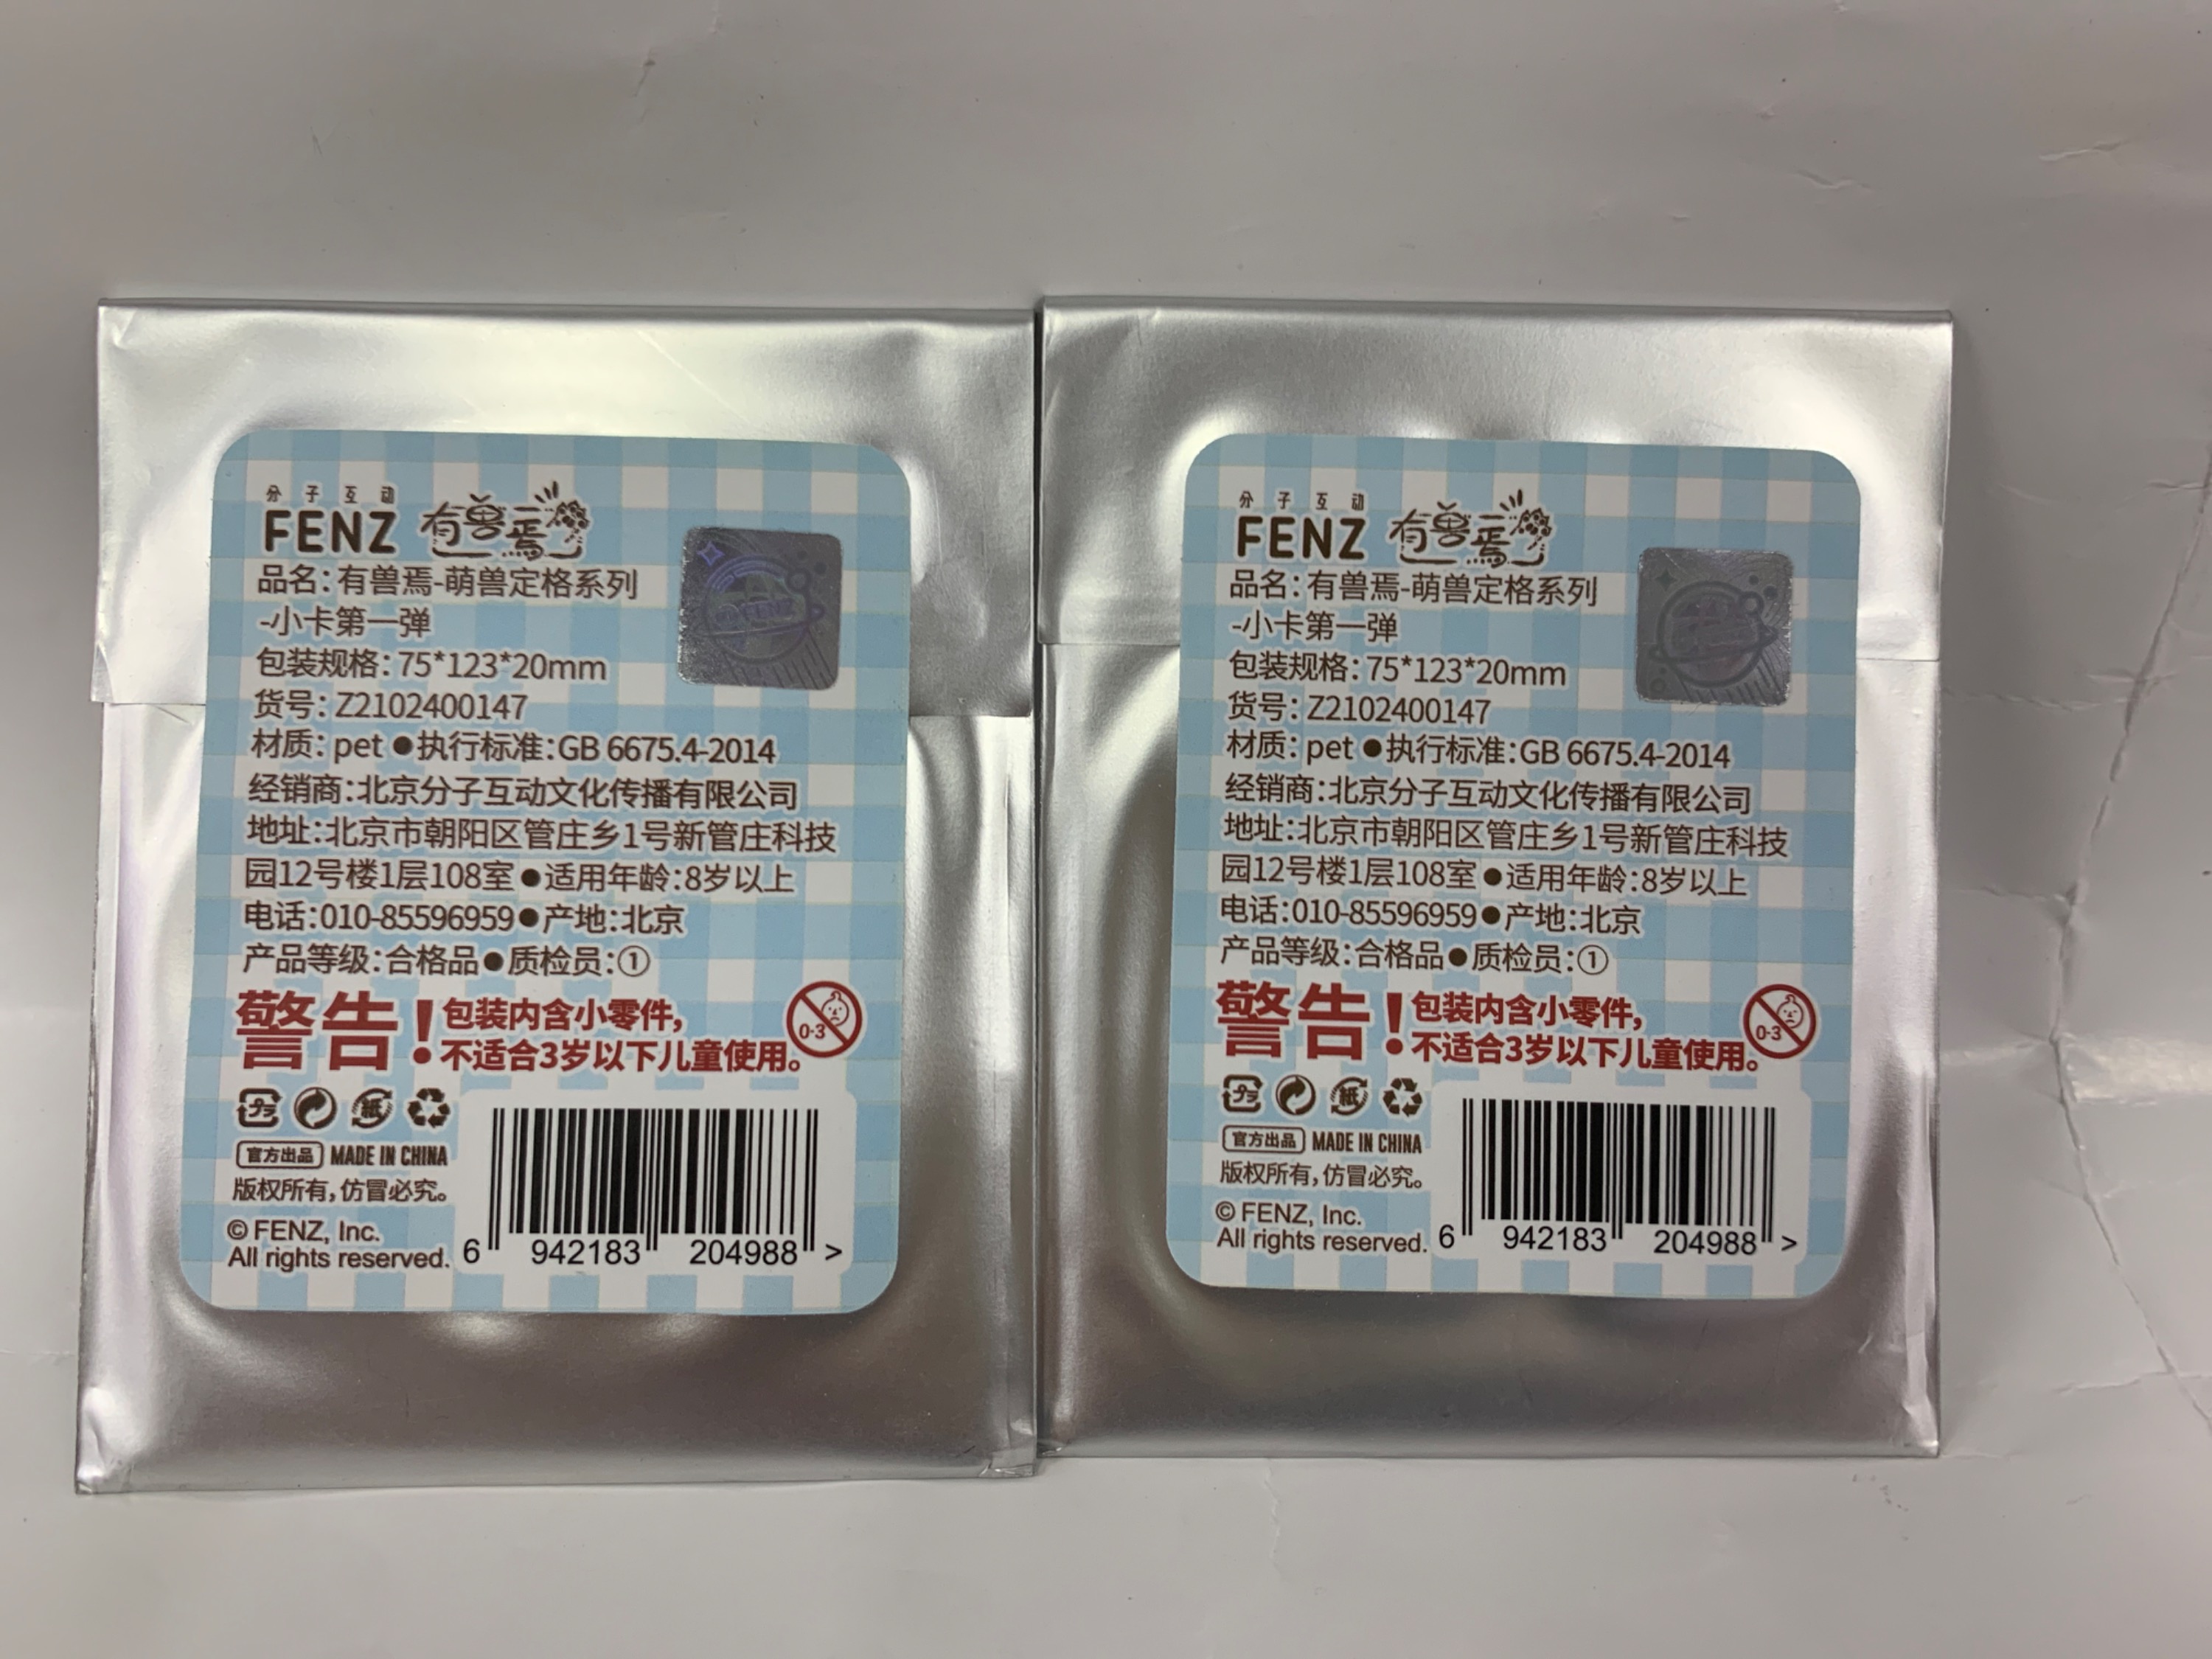 分子互动
FENZ 有兽焉
品名:有兽焉-萌兽定格系列
-小卡第一弹
包装规格:75*123*20mm
货号:Z2102400147
材质:pet●执行标准:GB 6675.4-2014
经销商:北京分子互动文化传播有限公司
地址:北京市朝阳区管庄乡1号新管庄科技
园12号楼1层108室●适用年龄:8岁以上
电话:010-85596959●产地:北京
产品等级:合格品●质检员:①
警告!包装内含小零件,
不适合3岁以下儿童使用。
0-3
プラ 紙
官方出品 MADE IN CHINA
版权所有,仿冒必究。
© FENZ, Inc.
All rights reserved.
6 942183 204988 >
分子互动
FENZ 有兽焉
品名:有兽焉-萌兽定格系列
-小卡第一弹
包装规格:75*123*20mm
货号:Z2102400147
材质:pet●执行标准:GB 6675.4-2014
经销商:北京分子互动文化传播有限公司
地址:北京市朝阳区管庄乡1号新管庄科技
园12号楼1层108室●适用年龄:8岁以上
电话:010-85596959●产地:北京
产品等级:合格品●质检员:①
警告!包装内含小零件,
不适合3岁以下儿童使用。
0-3
プラ 紙
官方出品 MADE IN CHINA
版权所有,仿冒必究。
© FENZ, Inc.
All rights reserved.
6 942183 204988 >